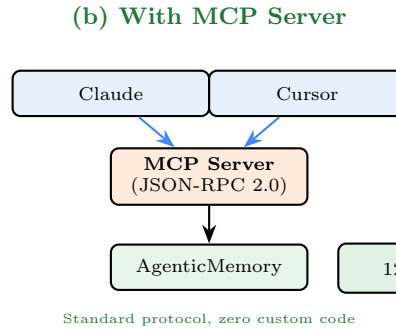 (b) With MCP Server
Claude
Cursor
MCP Server
(JSON-RPC 2.0)
AgenticMemory
Standard protocol, zero custom code